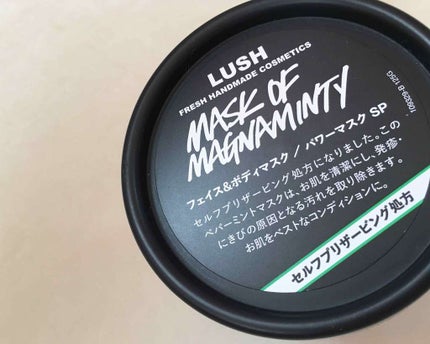 LUSH
FRESH HANDMADE COSMETICS
MASK OF
MAGNAMINTY
フェイス&ボディマスク / パワーマスク SP
セルフプリザービング処方になりました。この
ペパーミントマスクは、お肌を清潔にし、発疹・
にきびの原因となる汚れを取り除きます。
お肌をベストなコンディションに。
セルフプリザービング処方
109329-8 125G